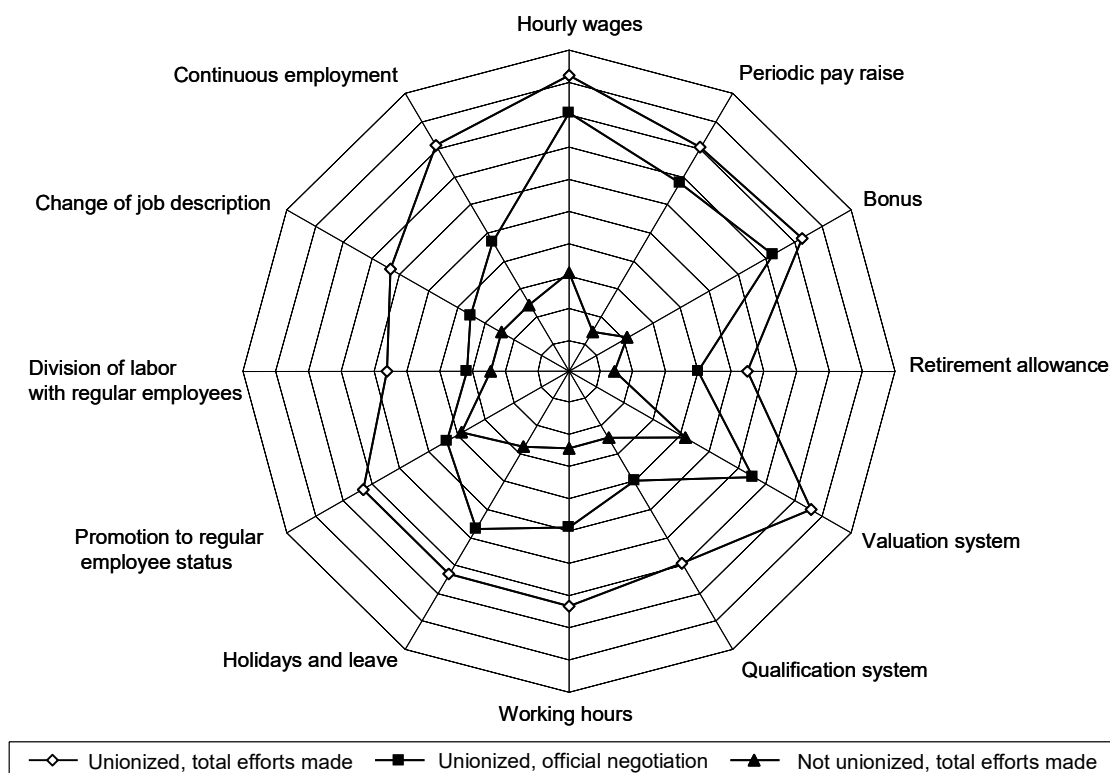 Hourly wages
Continuous employment
Periodic pay raise
Change of job description
Bonus
Division of labor
with regular employees
Retirement allowance
Promotion to regular
employee status
Valuation system
Holidays and leave
Qualification system
Working hours
Unionized, total efforts made
Unionized, official negotiation
Not unionized, total efforts made